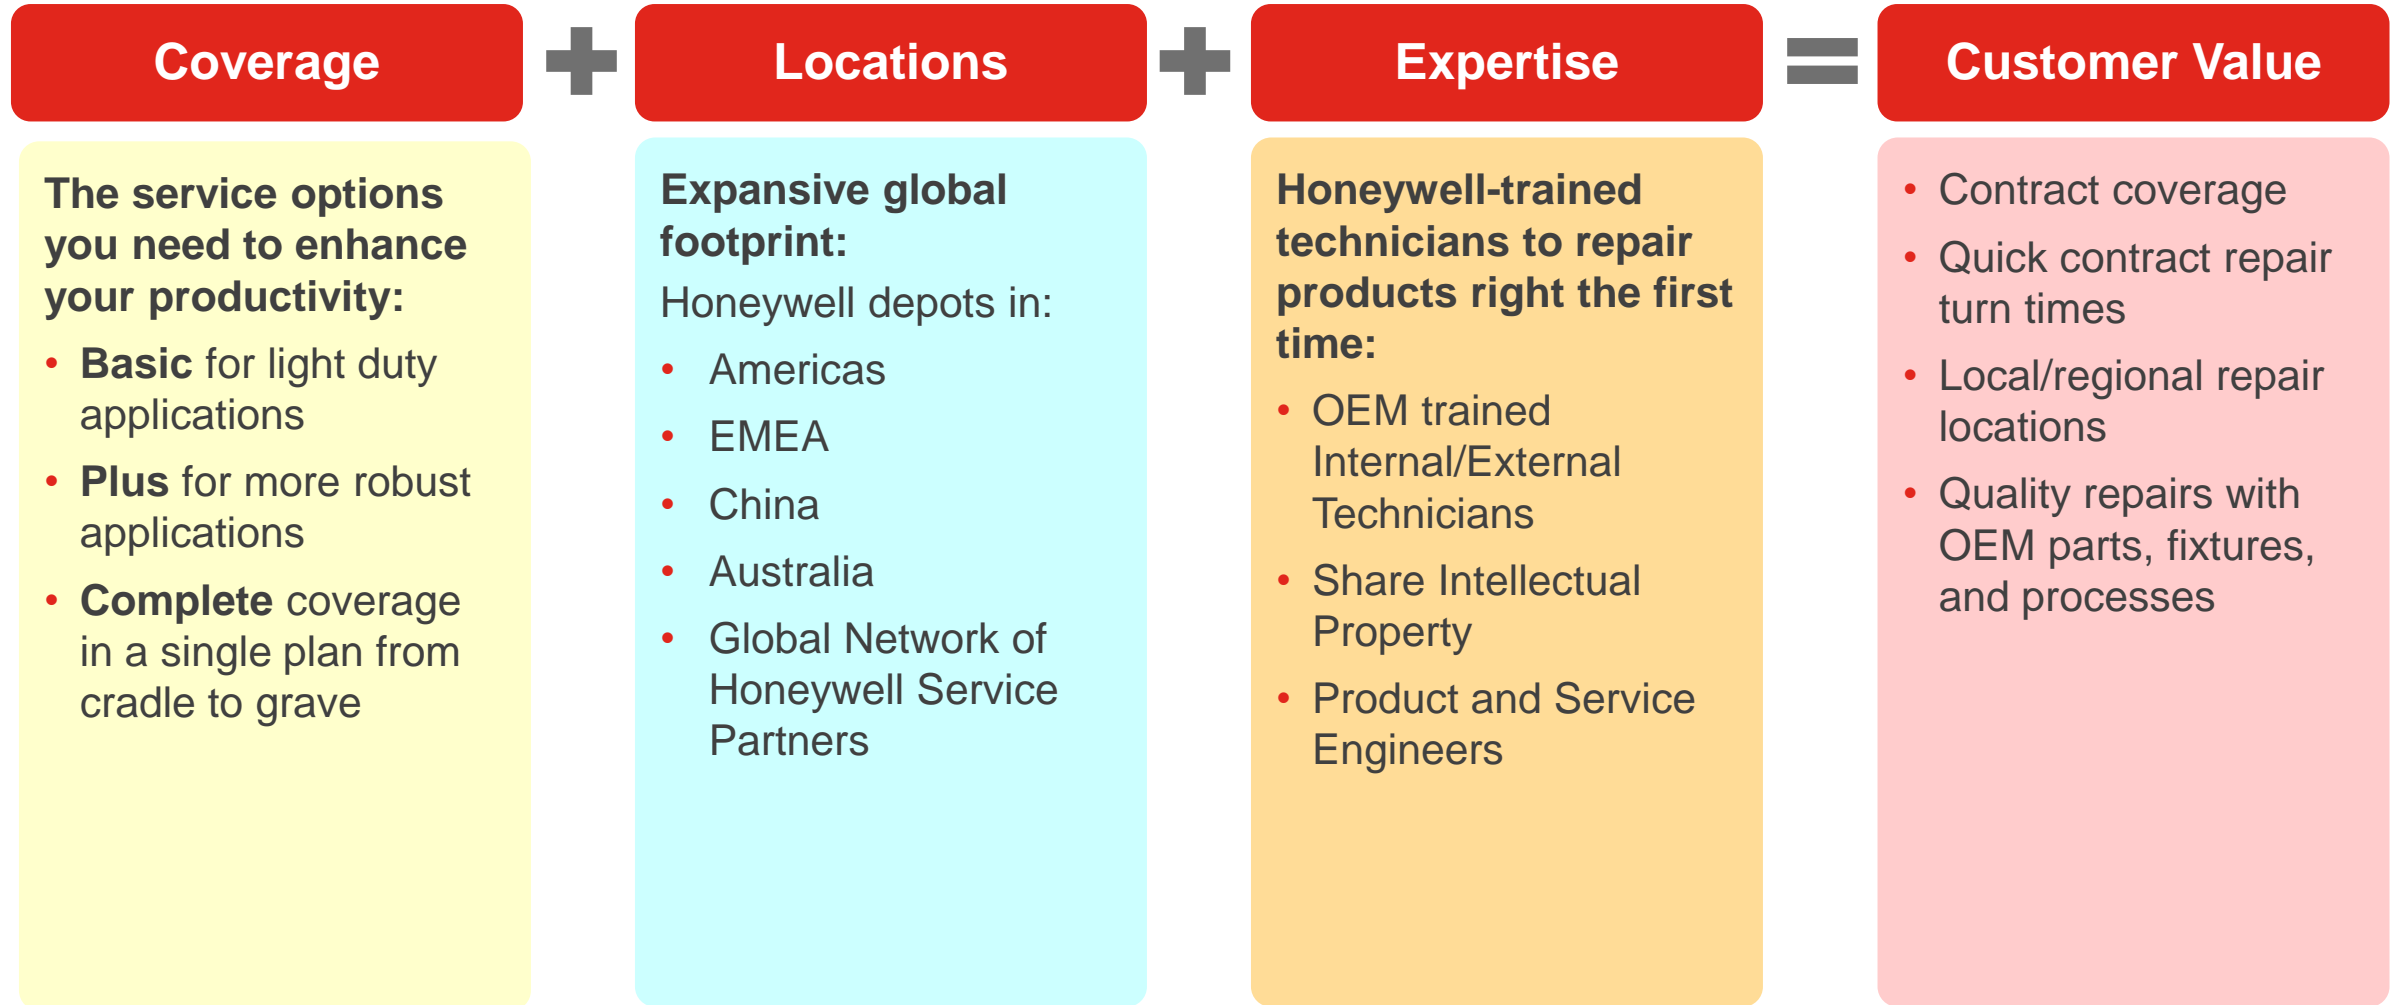 Coverage
Locations
Expertise
Customer Value
The service options
you need to enhance
your productivity:
• Basic for light duty
applications
• Plus for more robust
applications
• Complete coverage
in a single plan from
cradle to grave
Expansive global
footprint:
Honeywell depots in:
• Americas
• EMEA
• China
• Australia
• Global Network of
Honeywell Service
Partners
Honeywell-trained
technicians to repair
products right the first
time:
• OEM trained
Internal/External
Technicians
• Share Intellectual
Property
• Product and Service
Engineers
• Contract coverage
• Quick contract repair
turn times
• Local/regional repair
locations
• Quality repairs with
OEM parts, fixtures,
and processes